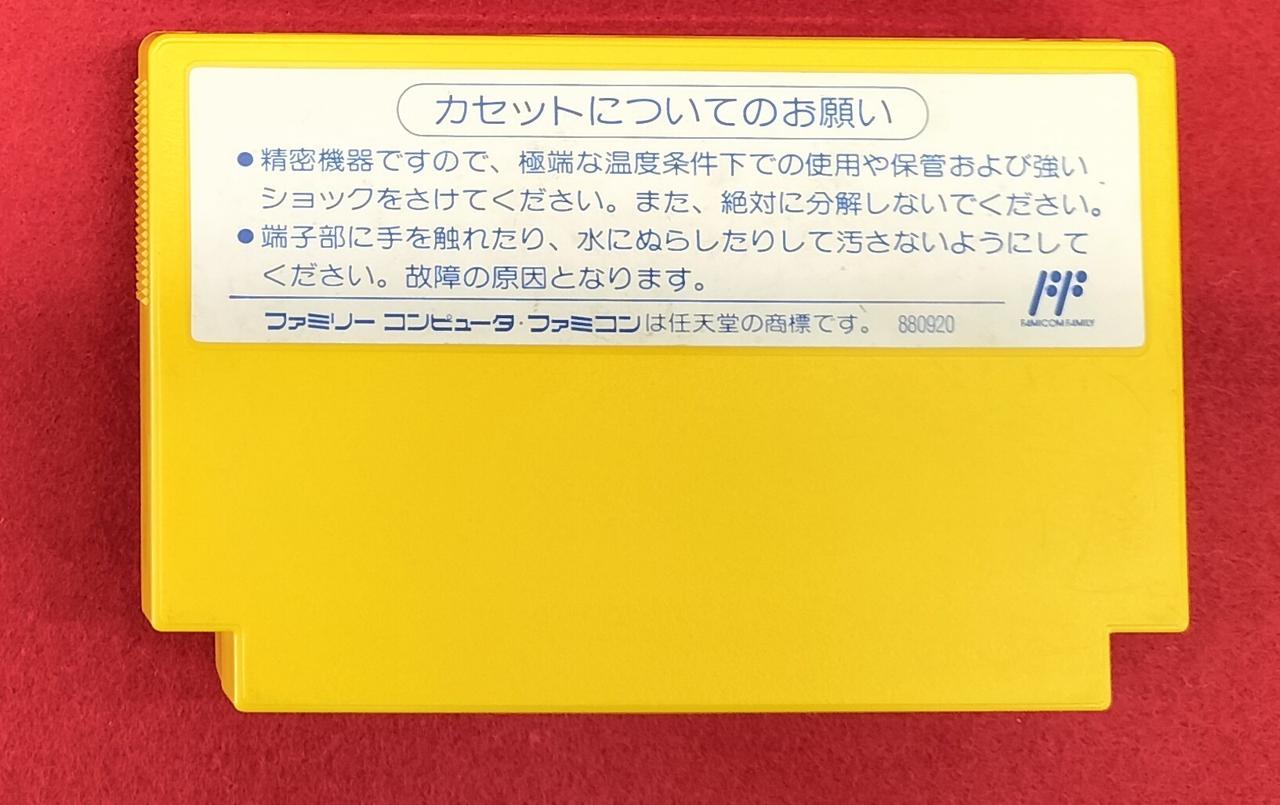 カセットについてのお願い
●精密機器ですので、極端な温度条件下での使用や保管および強い
ショックをさけてください。また、絶対に分解しないでください。
●端子部に手を触れたり、水にぬらしたりして汚さないようにして
ください。故障の原因となります。
ファミリー コンピュータ・ファミコンは任天堂の商標です。 880920
FAMICOM FAMILY